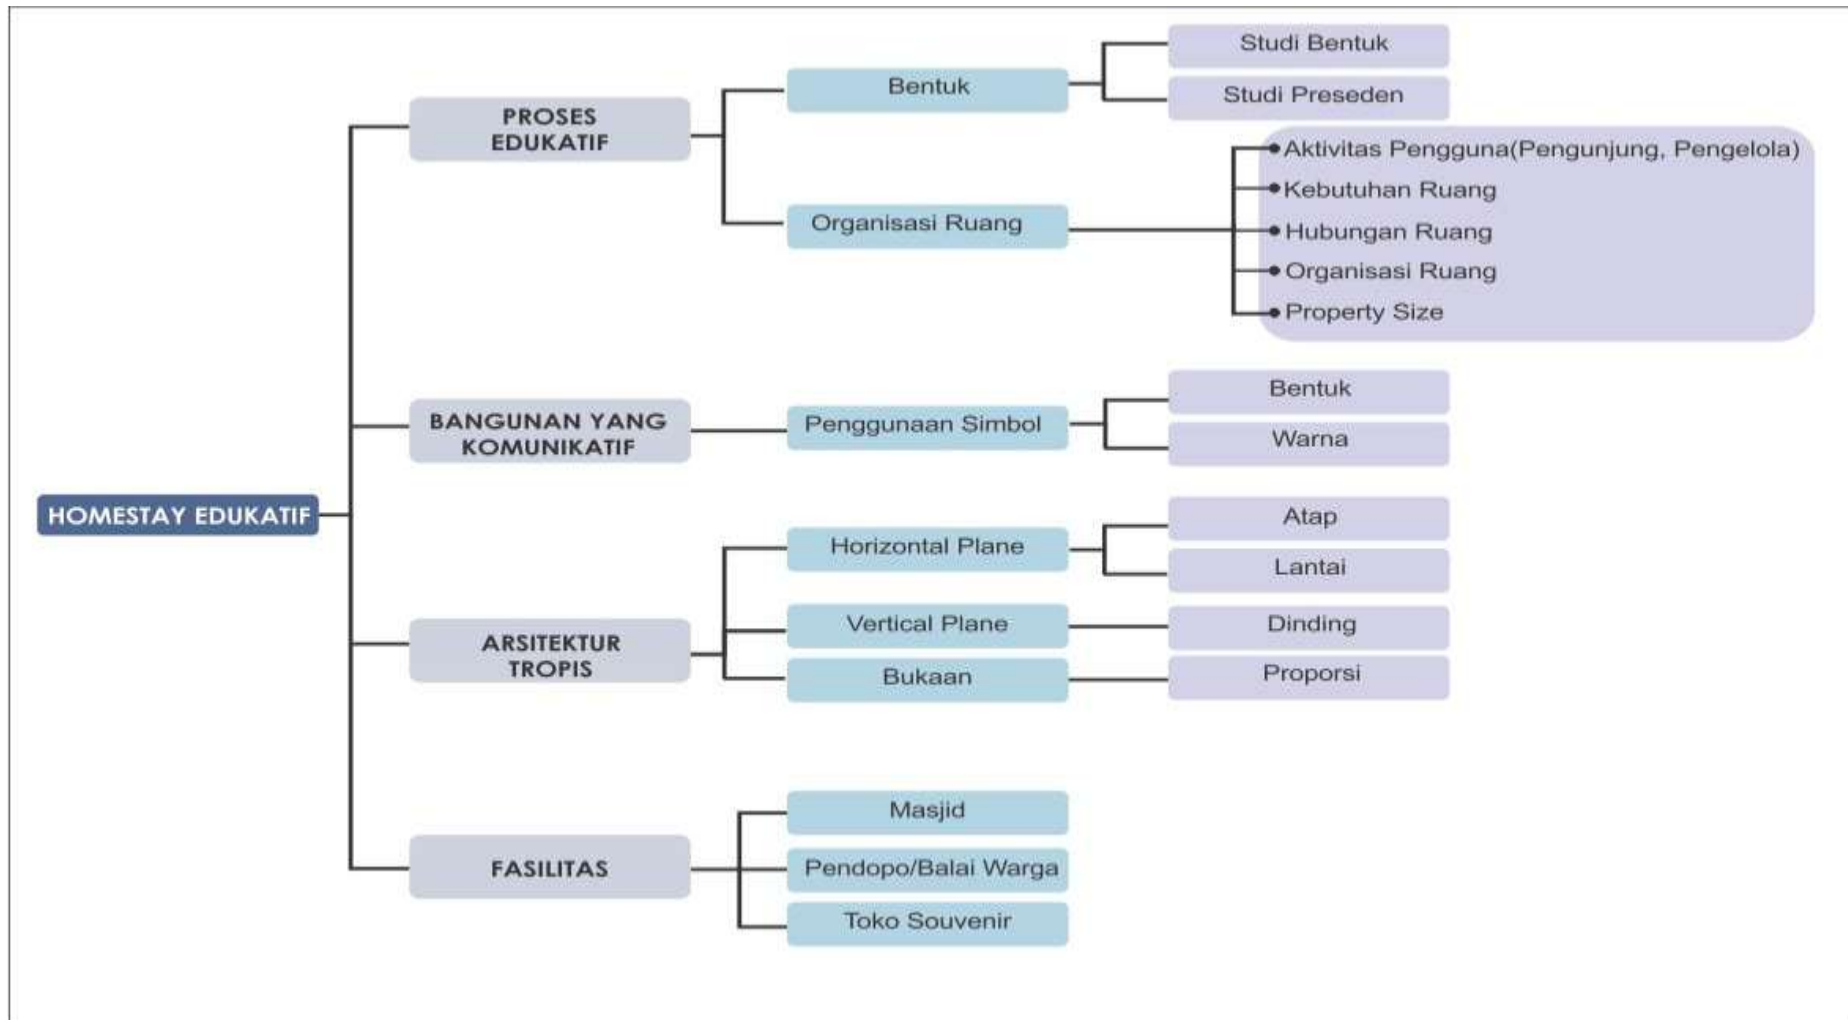 HOMESTAY EDUKATIF
PROSES
EDUKATIF
Bentuk
Studi Bentuk
Studi Preseden
Organisasi Ruang
Aktivitas Pengguna(Pengunjung, Pengelola)
Kebutuhan Ruang
Hubungan Ruang
Organisasi Ruang
Property Size
BANGUNAN YANG
KOMUNIKATIF
Penggunaan Simbol
Bentuk
Warna
ARSITEKTUR
TROPIS
Horizontal Plane
Atap
Lantai
Vertical Plane
Dinding
Bukaan
Proporsi
FASILITAS
Masjid
Pendopo/Balai Warga
Toko Souvenir